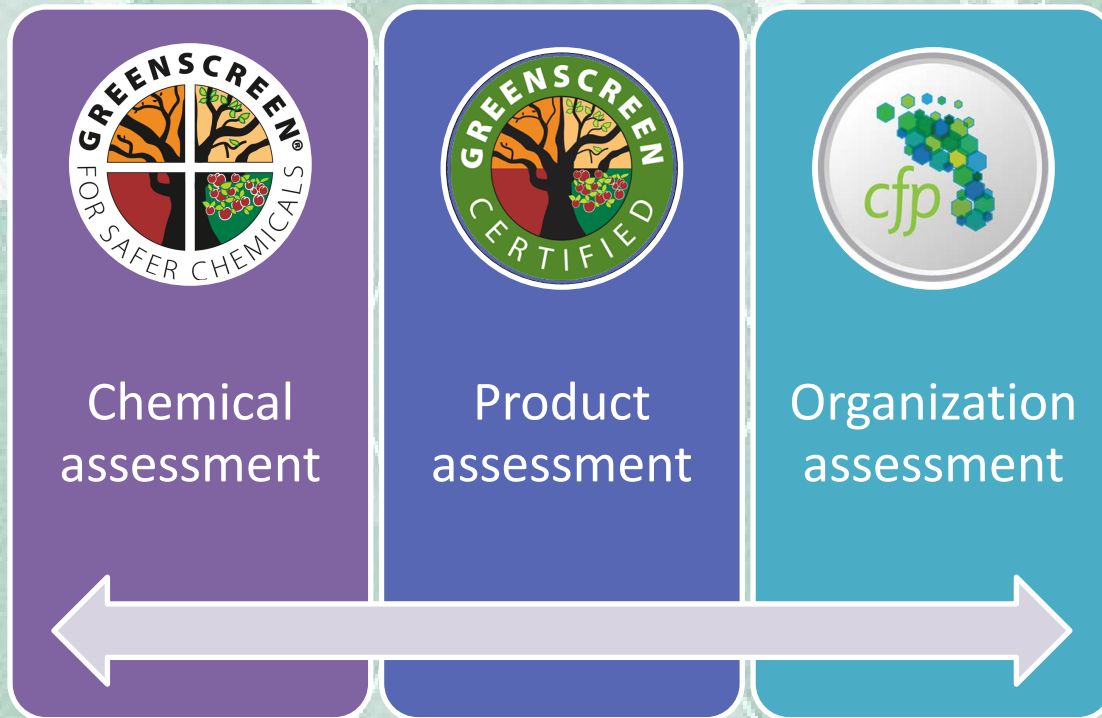 GREENSCREEN®
FOR SAFER CHEMICALS
Chemical
assessment
GREENSCREEN
CERTIFIED
Product
assessment
cfp
Organization
assessment